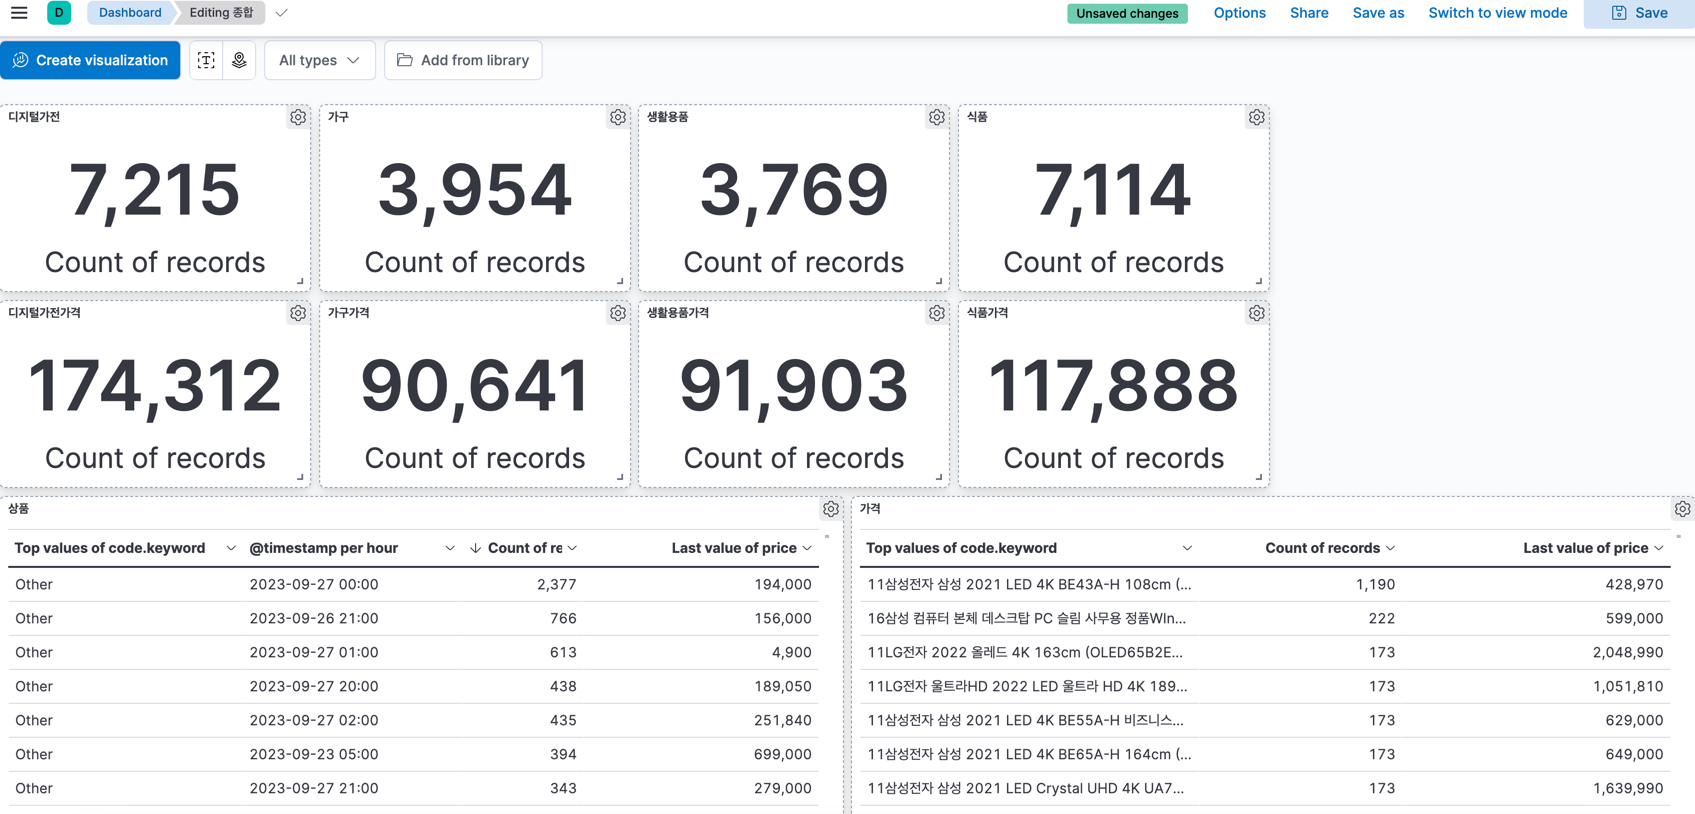 D Dashboard Editing 종합 Unsaved changes Options Share Save as Switch to view mode Save
Create visualization All types Add from library
디지털가전 가구 생활용품 식품
7,215 3,954 3,769 7,114
Count of records Count of records Count of records Count of records
디지털가전가격 가구가격 생활용품가격 식품가격
174,312 90,641 91,903 117,888
Count of records Count of records Count of records Count of records
상품
Top values of code.keyword @timestamp per hour Count of re Last value of price
Other 2023-09-27 00:00 2,377 194,000
Other 2023-09-26 21:00 766 156,000
Other 2023-09-27 01:00 613 4,900
Other 2023-09-27 20:00 438 189,050
Other 2023-09-27 02:00 435 251,840
Other 2023-09-23 05:00 394 699,000
Other 2023-09-27 21:00 343 279,000
가격
Top values of code.keyword Count of records Last value of price
11삼성전자 삼성 2021 LED 4K BE43A-H 108cm (... 1,190 428,970
16삼성 컴퓨터 본체 데스크탑 PC 슬림 사무용 정품WIn... 222 599,000
11LG전자 2022 올레드 4K 163cm (OLED65B2E... 173 2,048,990
11LG전자 울트라HD 2022 LED 울트라 HD 4K 189... 173 1,051,810
11삼성전자 삼성 2021 LED 4K BE55A-H 비즈니스... 173 629,000
11삼성전자 삼성 2021 LED 4K BE65A-H 164cm (... 173 649,000
11삼성전자 삼성 2021 LED Crystal UHD 4K UA7... 173 1,639,990